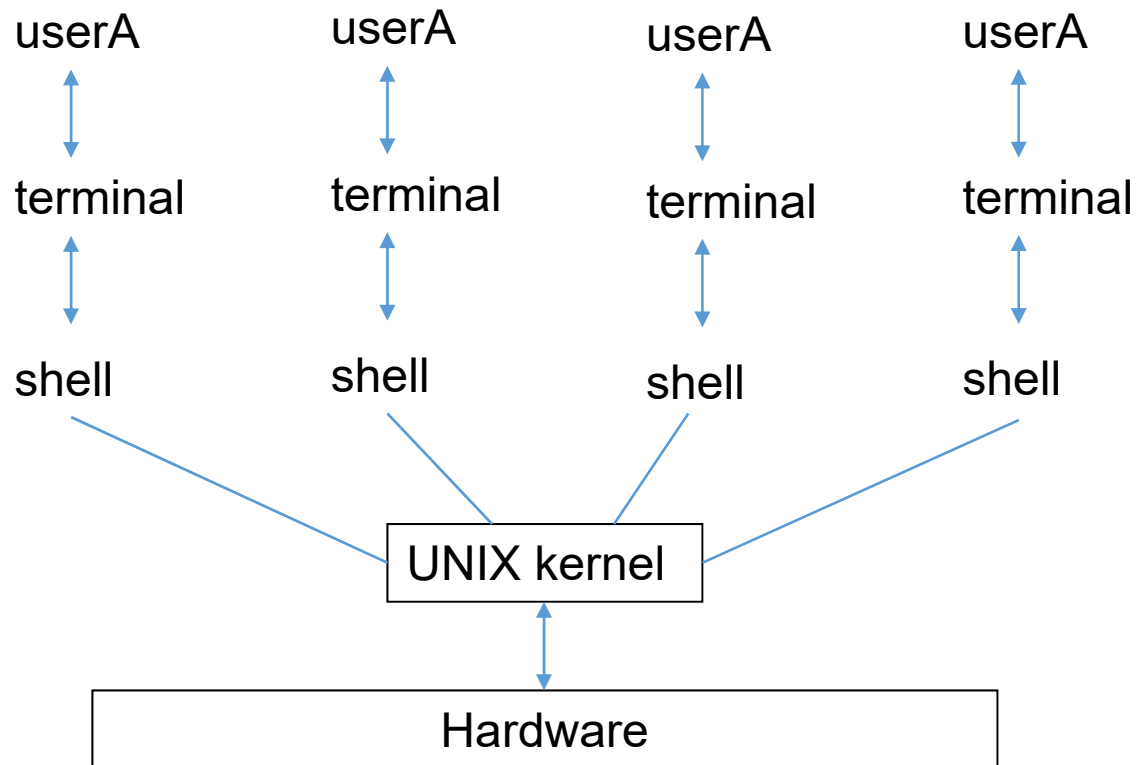 userA userA userA userA
terminal terminal terminal terminal
shell shell shell shell
UNIX kernel
Hardware